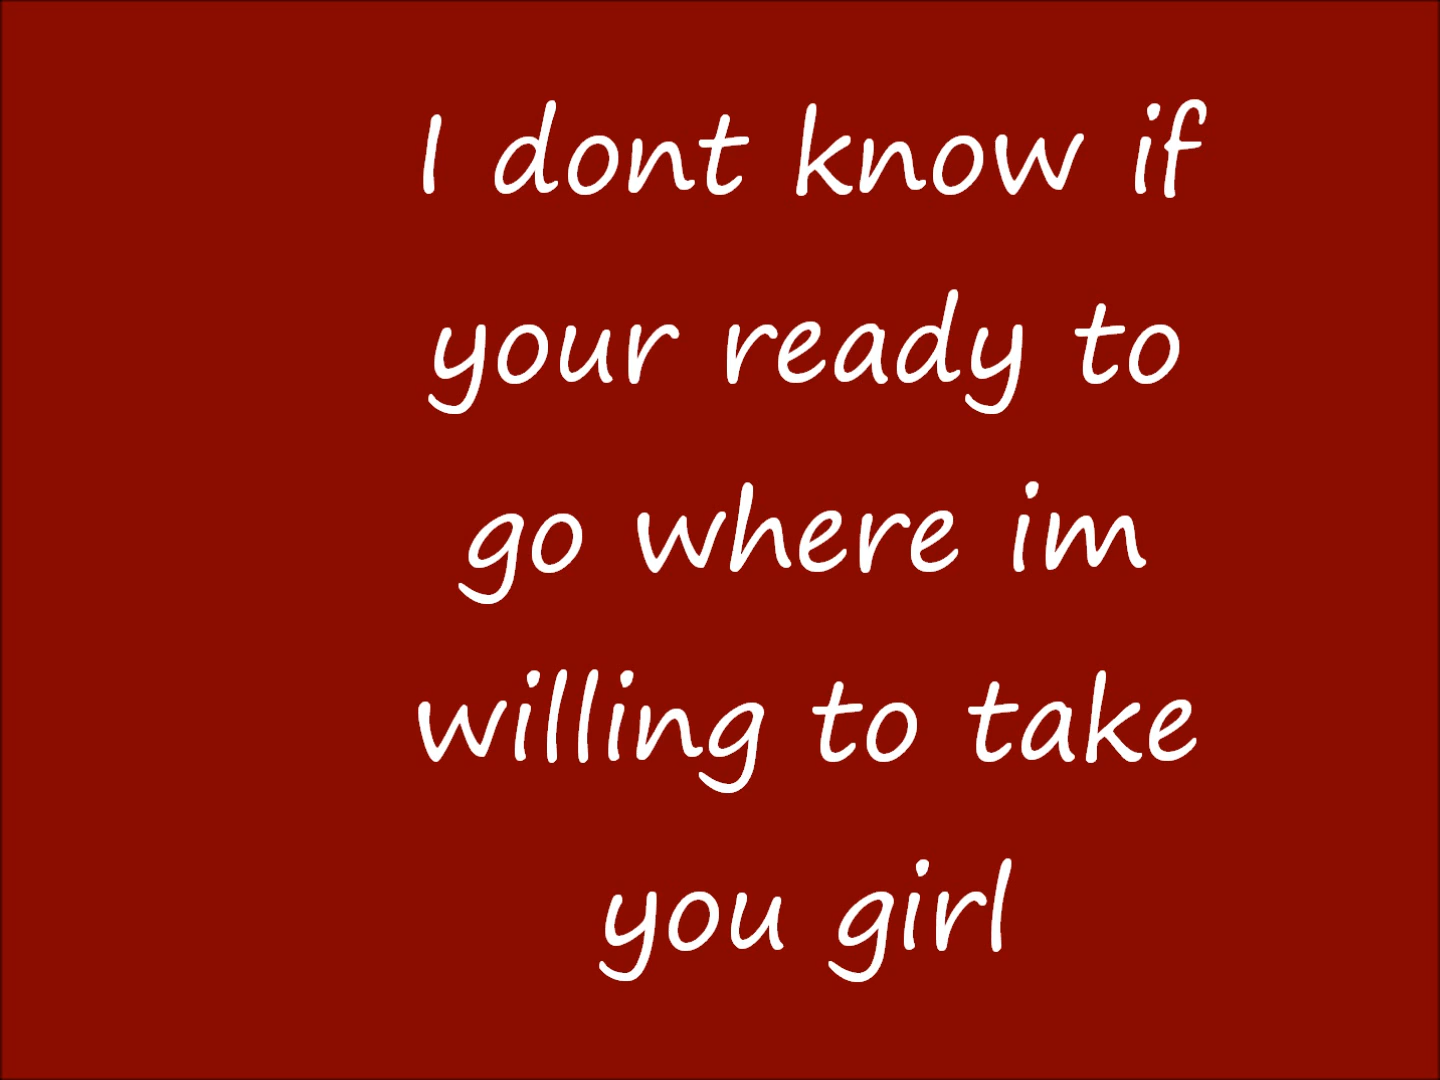 I dont know if
your ready to
go where im
willing to take
you girl